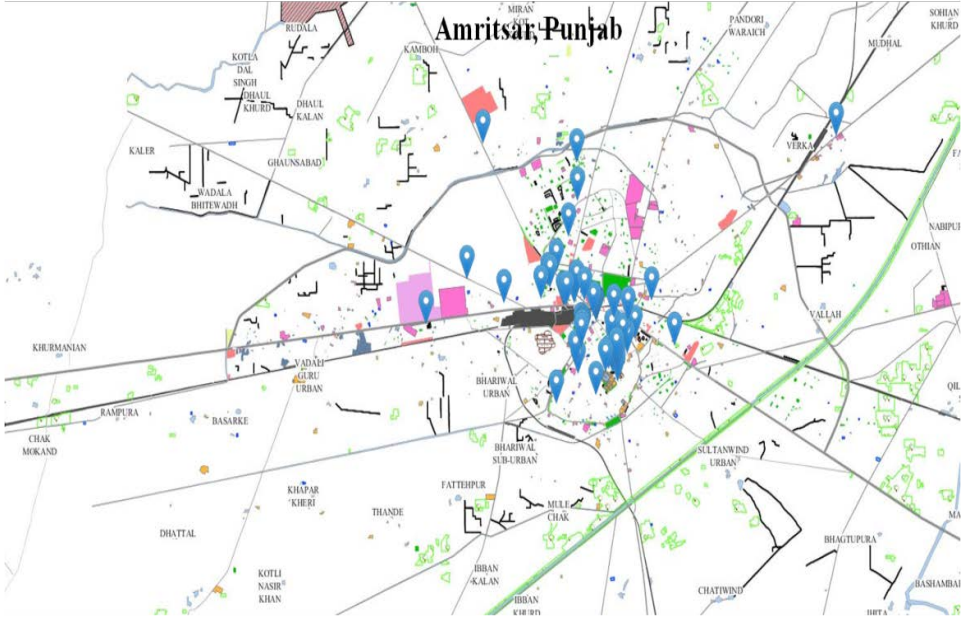 Amritsar, Punjab
MIRAN
KOT
RUDALA
KAMBOH
PANDORI
WARAICH
SOHIAN
KHURD
MUDHAL
KOTLA
DAL
SINGH
DHAUL
KHURD
DHAUL
KALAN
KALER
GHAUNSABAD
VERKA
WADALA
BHITEWADH
NABIPUR
OTHIAN
VALLAH
KHURMANIAN
VADALI
GURU
URBAN
BHARIWAL
URBAN
RAMPURA
BASARKE
CHAK
MOKAND
BHARIWAL
SUB-URBAN
SULTANWIND
URBAN
FATTEHPUR
KHAPAR
KHERI
THANDE
MULE
CHAK
DHATTAL
BHAGTUPURA
KOTLI
NASIR
KHAN
IBBAN
KALAN
CHATIWIND
BASHAMBAI
IBBAN
KHURD